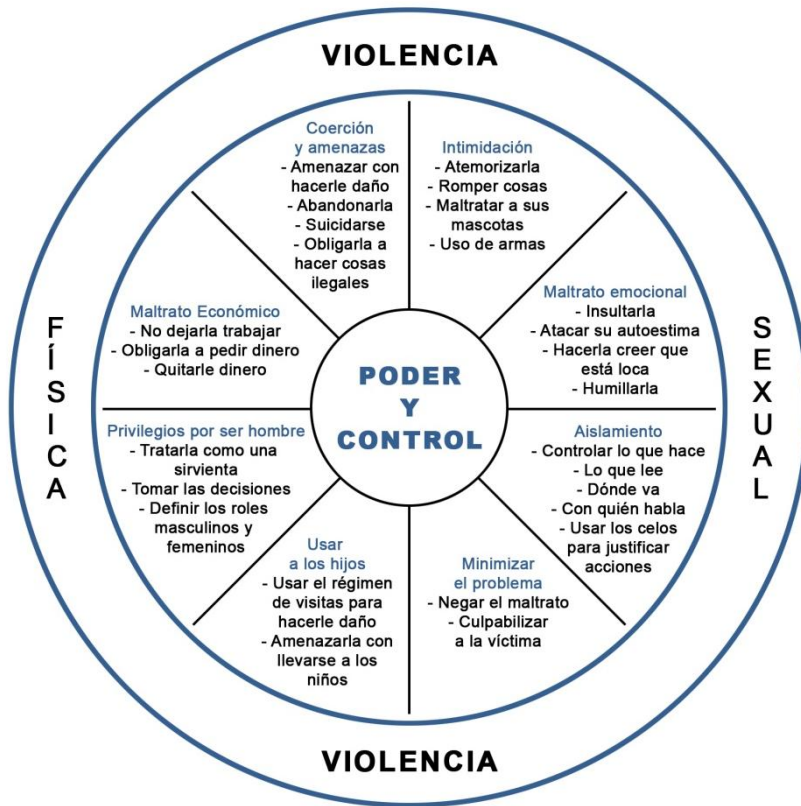 VIOLENCIA
Coerción
y amenazas
- Amenazar con
hacerle daño
- Abandonarla
- Suicidarse
- Obligarla a
hacer cosas
ilegales
Intimidación
- Atemorizarla
- Romper cosas
- Maltratar a sus
mascotas
- Uso de armas
Maltrato emocional
- Insultarla
- Atacar su autoestima
- Hacerla creer que
está loca
- Humillarla
Aislamiento
- Controlar lo que hace
- Lo que lee
- Dónde va
- Con quién habla
- Usar los celos
para justificar
acciones
Minimizar
el problema
- Negar el maltrato
- Culpabilizar
a la víctima
Usar
a los hijos
- Usar el régimen
de visitas para
hacerle daño
- Amenazarla con
llevarse a los
niños
Privilegios por ser hombre
- Tratarla como una
sirvienta
- Tomar las decisiones
- Definir los roles
masculinos y
femeninos
Maltrato Económico
- No dejarla trabajar
- Obligarla a pedir dinero
- Quitarle dinero
PODER
Y
CONTROL
FÍSICA
SEXUAL
VIOLENCIA